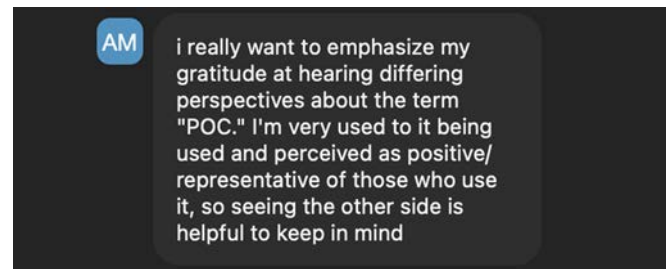 AM
i really want to emphasize my
gratitude at hearing differing
perspectives about the term
"POC." I'm very used to it being
used and perceived as positive/
representative of those who use
it, so seeing the other side is
helpful to keep in mind